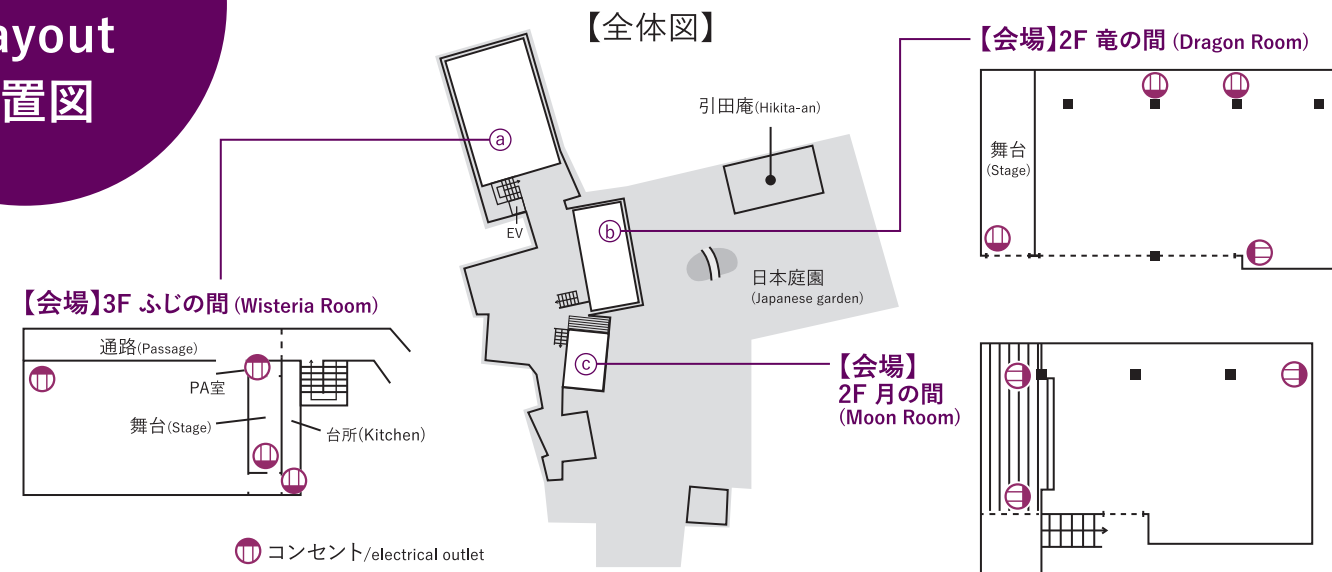 ayout
置図
【全体図】
【会場】2F 竜の間 (Dragon Room)
引田庵(Hikita-an)
舞台
(Stage)
a
EV
b
日本庭園
(Japanese garden)
【会場】3F ふじの間 (Wisteria Room)
通路(Passage)
PA室
舞台(Stage)
台所(Kitchen)
c
【会場】
2F 月の間
(Moon Room)
コンセント/electrical outlet